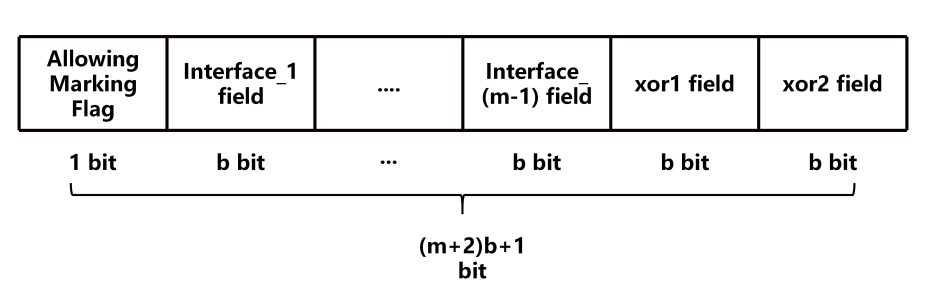 Allowing
Marking
Flag
Interface_1
field
....
Interface_
(m-1) field
xor1 field
xor2 field
1 bit
b bit
...
b bit
b bit
b bit
(m+2)b+1
bit